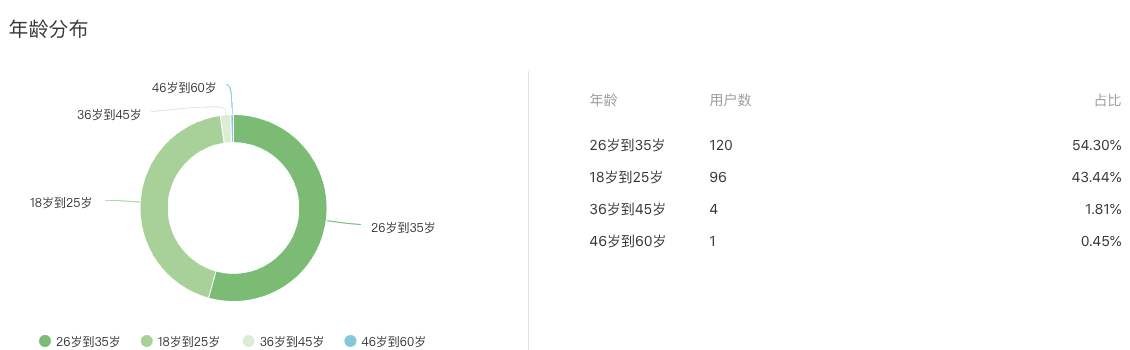 年龄分布
46岁到60岁
36岁到45岁
18岁到25岁
26岁到35岁
26岁到35岁 18岁到25岁 36岁到45岁 46岁到60岁
年龄 用户数 占比
26岁到35岁 120 54.30%
18岁到25岁 96 43.44%
36岁到45岁 4 1.81%
46岁到60岁 1 0.45%